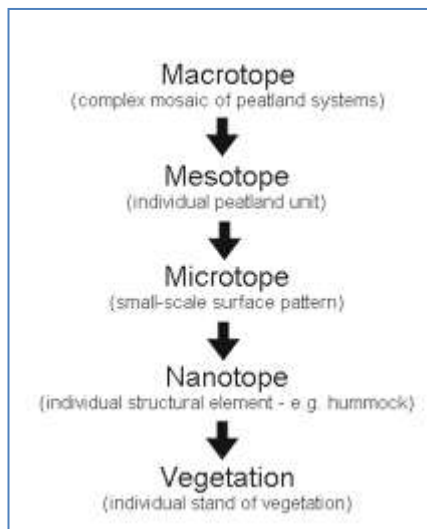 Macrotope
(complex mosaic of peatland systems)
Mesotope
(individual peatland unit)
Microtope
(small-scale surface pattern)
Nanotope
(individual structural element - e.g. hummock)
Vegetation
(individual stand of vegetation)